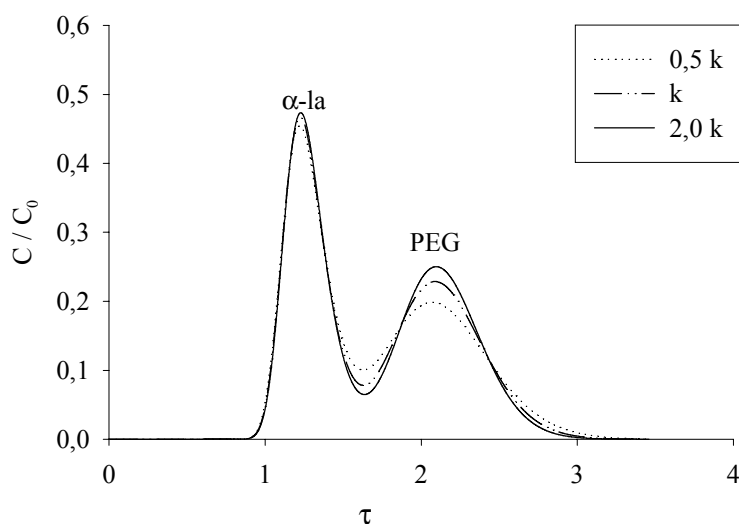 0,6
0,5
0,4
0,3
0,2
0,1
0,0
C / C₀
0 1 2 3 4
τ
α-la
PEG
0,5 k
k
2,0 k